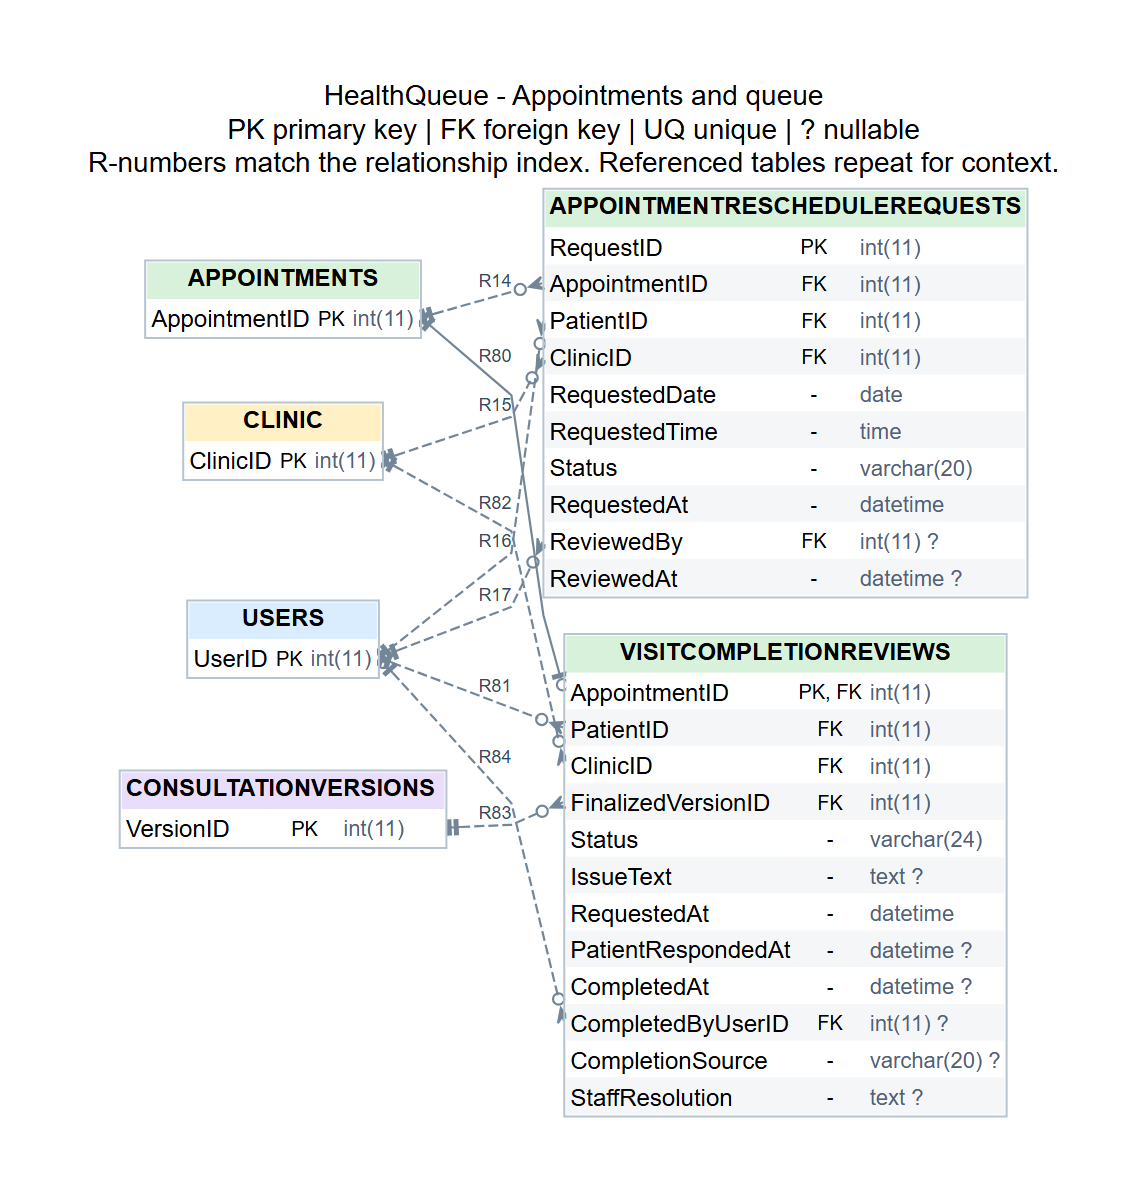 HealthQueue - Appointments and queue
PK primary key | FK foreign key | UQ unique | ? nullable
R-numbers match the relationship index. Referenced tables repeat for context.
APPOINTMENTS
AppointmentID PK int(11)
CLINIC
ClinicID PK int(11)
USERS
UserID PK int(11)
CONSULTATIONVERSIONS
VersionID PK int(11)
R14
R80
R15
R82
R16
R17
R81
R84
R83
APPOINTMENTRESCHEDULEREQUESTS
RequestID PK int(11)
AppointmentID FK int(11)
PatientID FK int(11)
ClinicID FK int(11)
RequestedDate - date
RequestedTime - time
Status - varchar(20)
RequestedAt - datetime
ReviewedBy FK int(11) ?
ReviewedAt - datetime ?
VISITCOMPLETIONREVIEWS
AppointmentID PK, FK int(11)
PatientID FK int(11)
ClinicID FK int(11)
FinalizedVersionID FK int(11)
Status - varchar(24)
IssueText - text ?
RequestedAt - datetime
PatientRespondedAt - datetime ?
CompletedAt - datetime ?
CompletedByUserID FK int(11) ?
CompletionSource - varchar(20) ?
StaffResolution - text ?